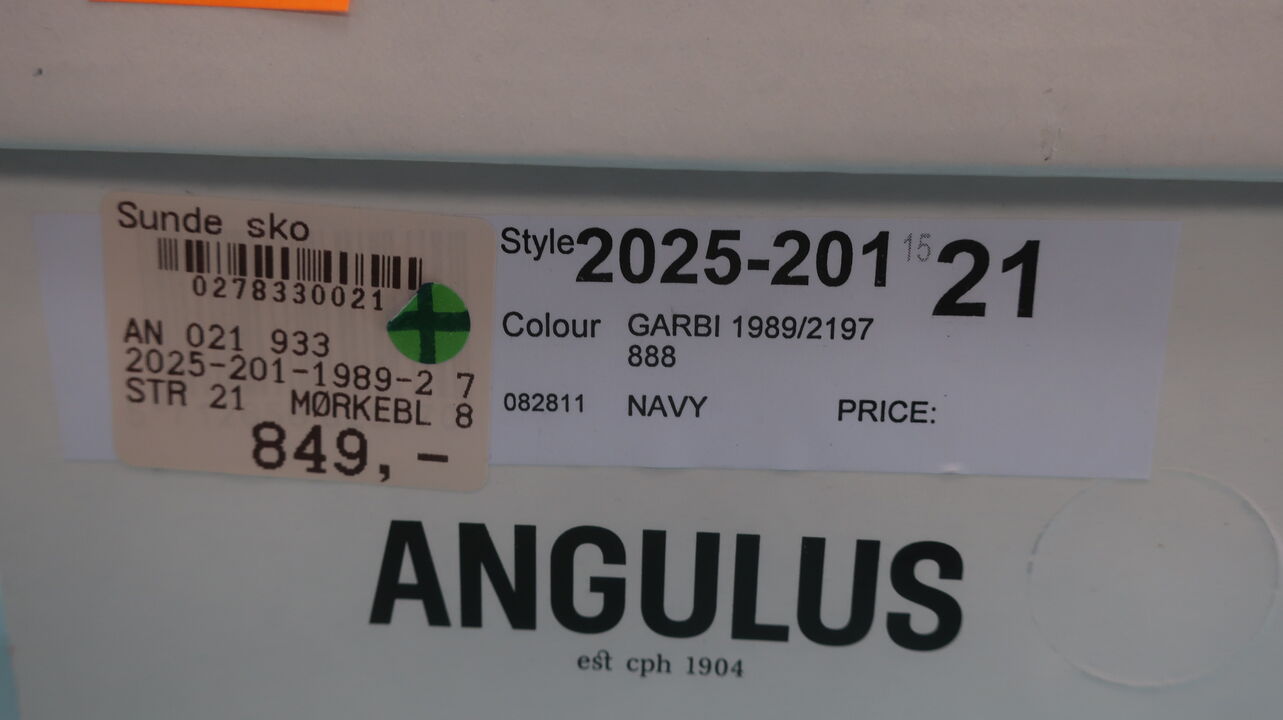 Sunde sko
0278330021
AN 021 933
2025-201-1989-2 7
STR 21 MØRKEBL 8
849,-
Style 2025-201 15 21
Colour GARBI 1989/2197
888
082811 NAVY PRICE:
ANGULUS
est cph 1904